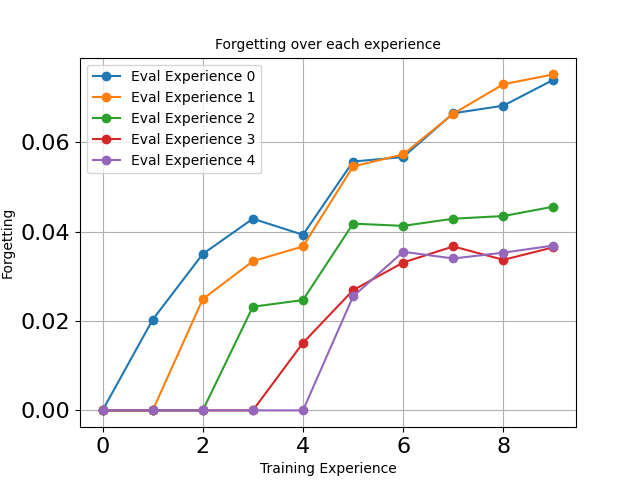 Forgetting over each experience
Eval Experience 0
Eval Experience 1
Eval Experience 2
Eval Experience 3
Eval Experience 4
0.06
0.04
0.02
0.00
Forgetting
0 2 4 6 8
Training Experience